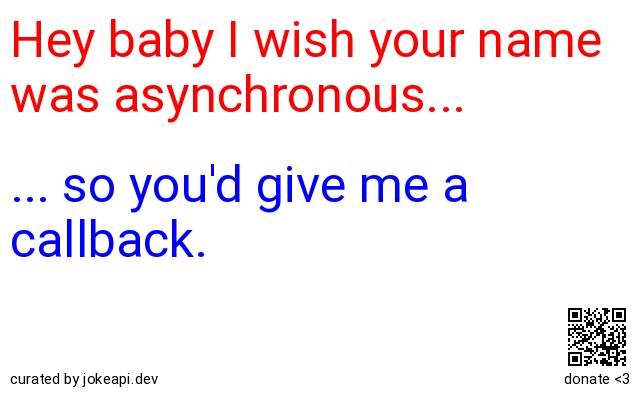 Hey baby I wish your name
was asynchronous...
... so you'd give me a
callback.
curated by jokeapi.dev
donate <3